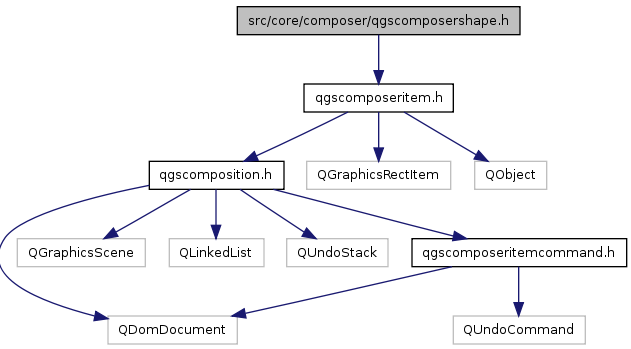 src/core/composer/qgscomposershape.h
qgscomposeritem.h
qgscomposition.h
QGraphicsRectItem
QObject
QGraphicsScene
QLinkedList
QUndoStack
qgscomposeritemcommand.h
QDomDocument
QUndoCommand